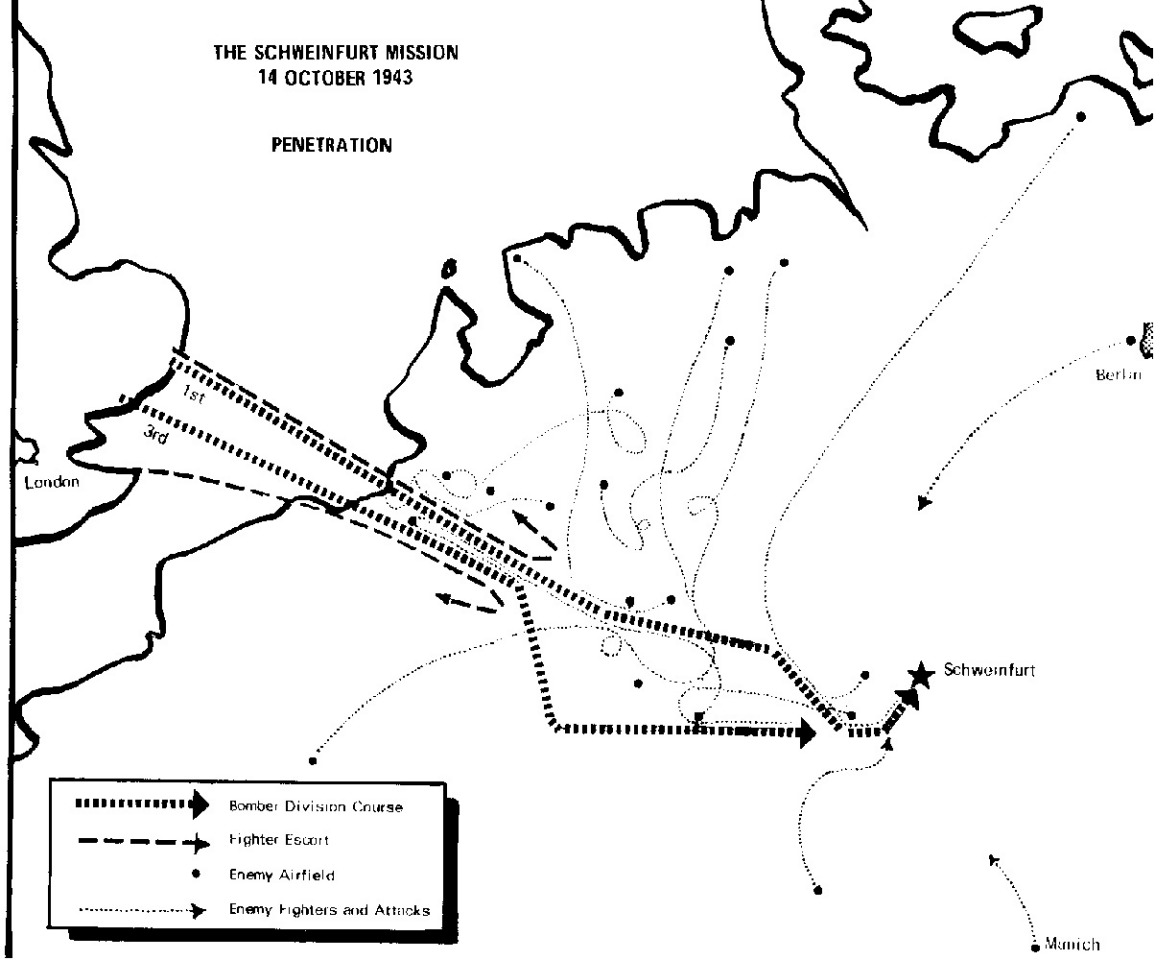 THE SCHWEINFURT MISSION
14 OCTOBER 1943
PENETRATION
1st
3rd
London
Berlin
Schweinfurt
Bomber Division Course
Fighter Escort
Enemy Airfield
Enemy Fighters and Attacks
Munich